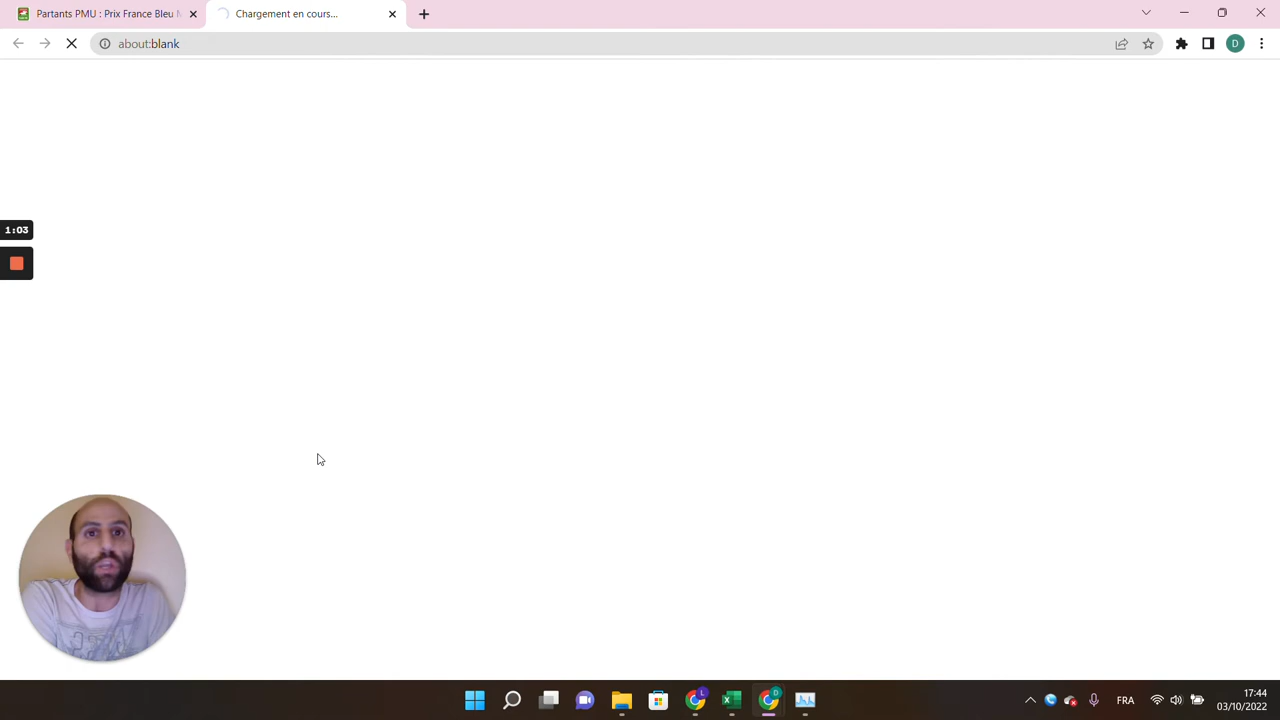 Partants PMU : Prix France Bleu
Chargement en cours...
about:blank
D
1:03
L
D
FRA
17:44
03/10/2022